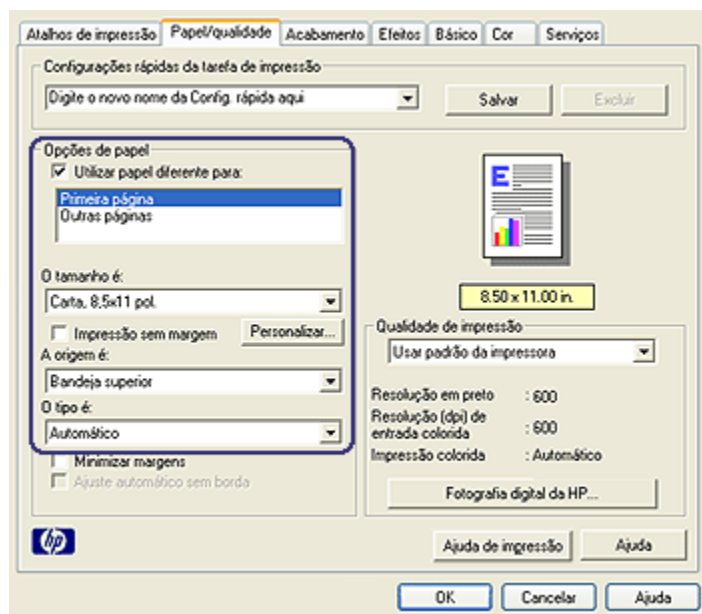 Atalhos de impressão Papel/qualidade Acabamento Efeitos Básico Cor Serviços
Configurações rápidas da tarefa de impressão
Digite o novo nome da Config. rápida aqui Salvar Excluir
Opções de papel
Utilizar papel diferente para:
Primeira página
Outras páginas
O tamanho é:
Carta, 8,5x11 pol.
Impressão sem margem Personalizar...
A origem é:
Bandeja superior
O tipo é:
Automático
Minimizar margens
Ajuste automático sem borda
E
8.50 x 11.00 in.
Qualidade de impressão
Usar padrão da impressora
Resolução em preto : 600
Resolução (dpi) de
entrada colorida : 600
Impressão colorida : Automático
Fotografia digital da HP...
hp
Ajuda de impressão Ajuda
OK Cancelar Ajuda